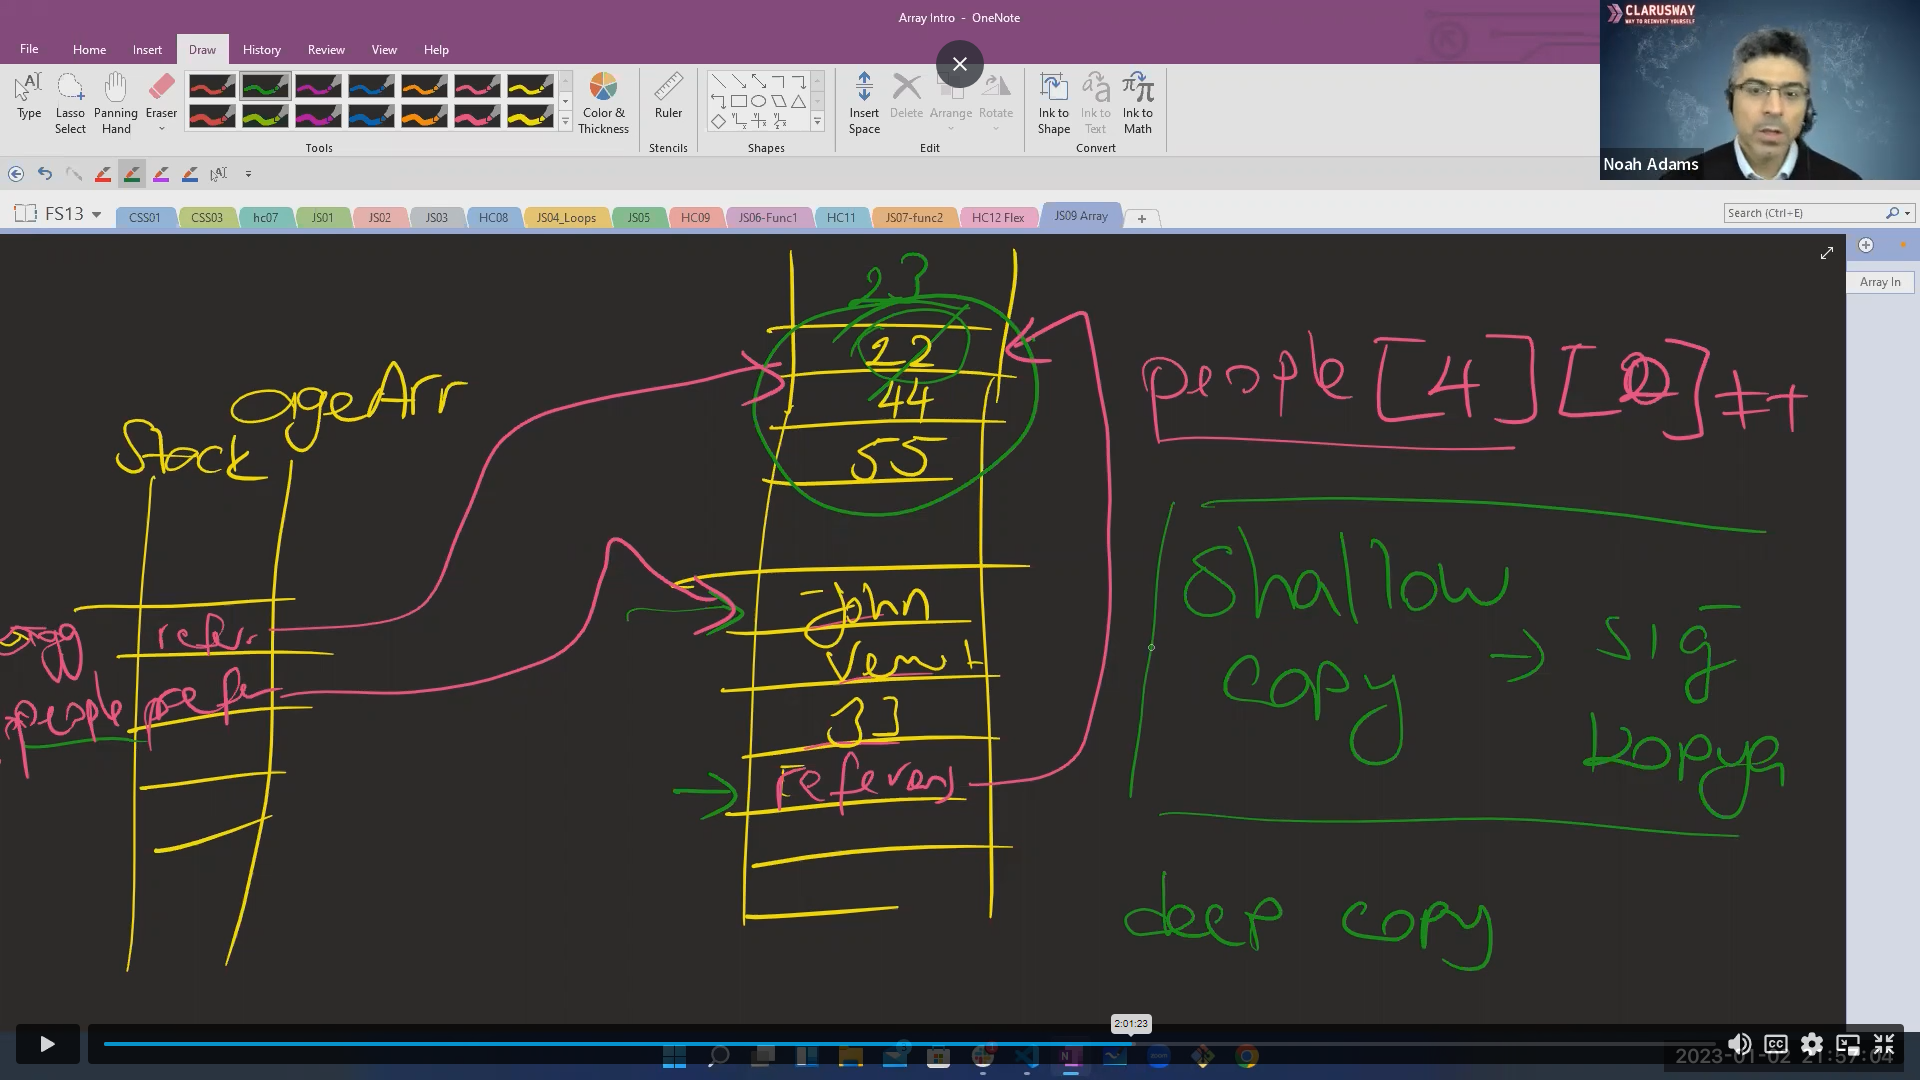 Array Intro - OneNote
CLARUSWAY
WAY TO REINVENT YOURSELF
Noah Adams
File Home Insert Draw History Review View Help
Type
Lasso Select
Panning Hand
Eraser
Color & Thickness
Ruler
Insert Space
Delete
Arrange
Rotate
Ink to Shape
Ink to Text
Ink to Math
Tools
Stencils
Shapes
Edit
Convert
FS13
CSS01 CSS03 hc07 JS01 JS02 JS03 HC08 JS04_Loops JS05 HC09 JS06-Func1 HC11 JS07-func2 HC12 Flex JS09 Array
Search (Ctrl+E)
Array In
23
22
44
55
ageArr
Stack
refer.
people refer
John
33
people [4] [0]++
Shallow
copy → sığ
kopya
deep copy
2:01:23
CC
2023-01-02 21:57:04